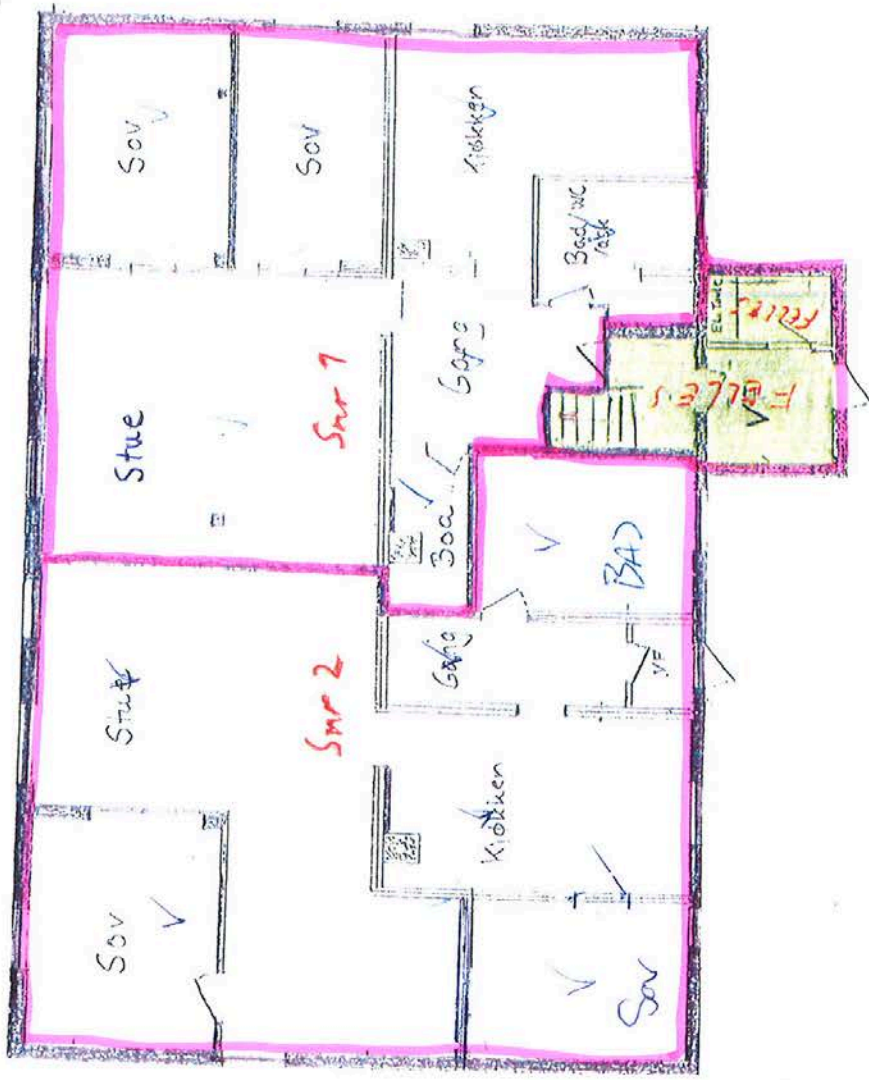 Sov
Sov
Kjøkken
Bad/WC
Stue
Snr 1
Gang
Bod
FELLES
FELLES
BAD
Stue
Snr 2
Gang
VF
Kjøkken
Sov
Sov